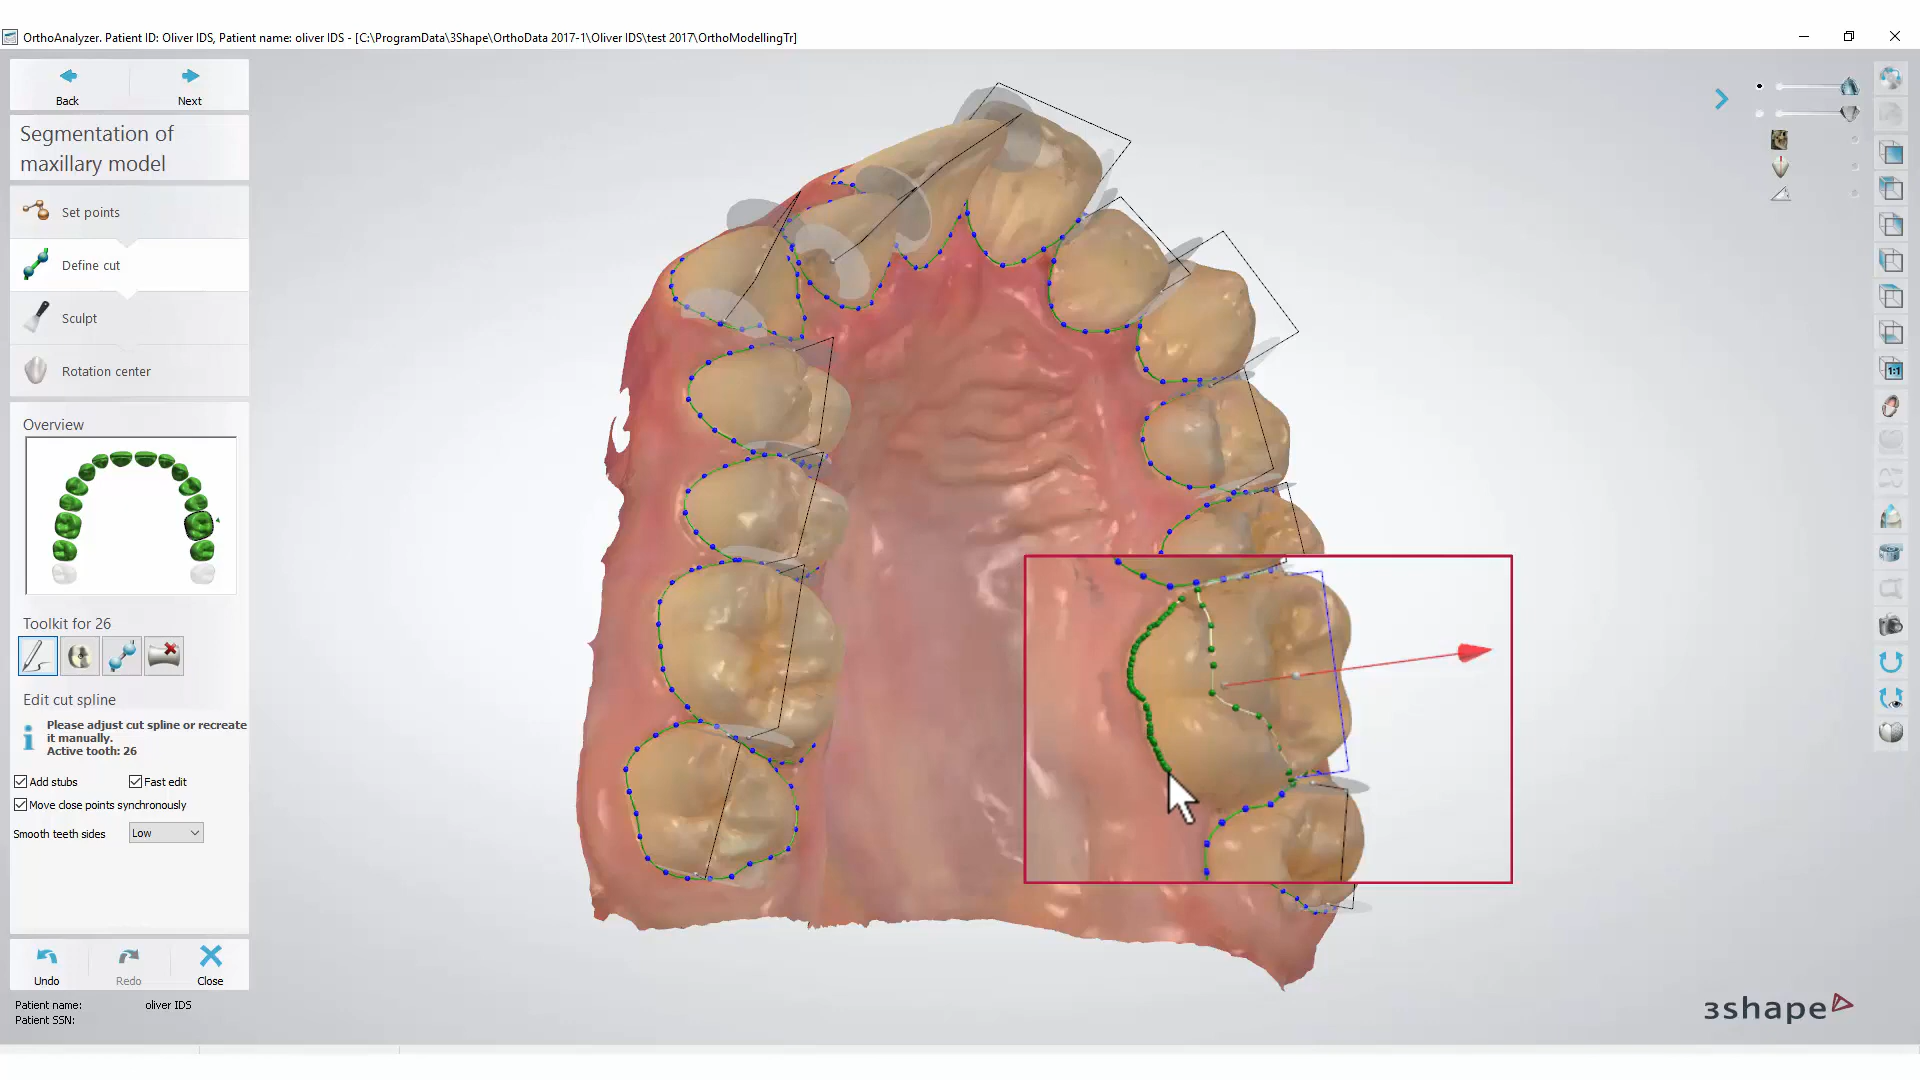 OrthoAnalyzer. Patient ID: Oliver IDS, Patient name: oliver IDS - [C:\ProgramData\3Shape\OrthoData 2017-1\Oliver IDS\test 2017\OrthoModellingTr]
Back
Next
Segmentation of
maxillary model
Set points
Define cut
Sculpt
Rotation center
Overview
Toolkit for 26
Edit cut spline
Please adjust cut spline or recreate
it manually.
Active tooth: 26
Add stubs
Fast edit
Move close points synchronously
Smooth teeth sides
Low
Undo
Redo
Close
Patient name:
oliver IDS
Patient SSN:
1:1
3shape